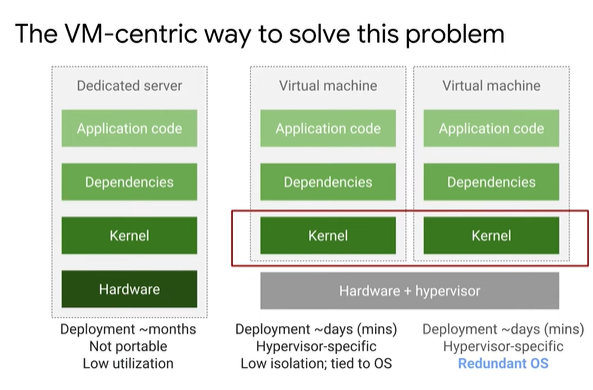 The VM-centric way to solve this problem
Dedicated server
Application code
Dependencies
Kernel
Hardware
Deployment ~months
Not portable
Low utilization
Virtual machine
Application code
Dependencies
Kernel
Virtual machine
Application code
Dependencies
Kernel
Hardware + hypervisor
Deployment ~days (mins)
Hypervisor-specific
Low isolation; tied to OS
Deployment ~days (mins)
Hypervisor-specific
Redundant OS